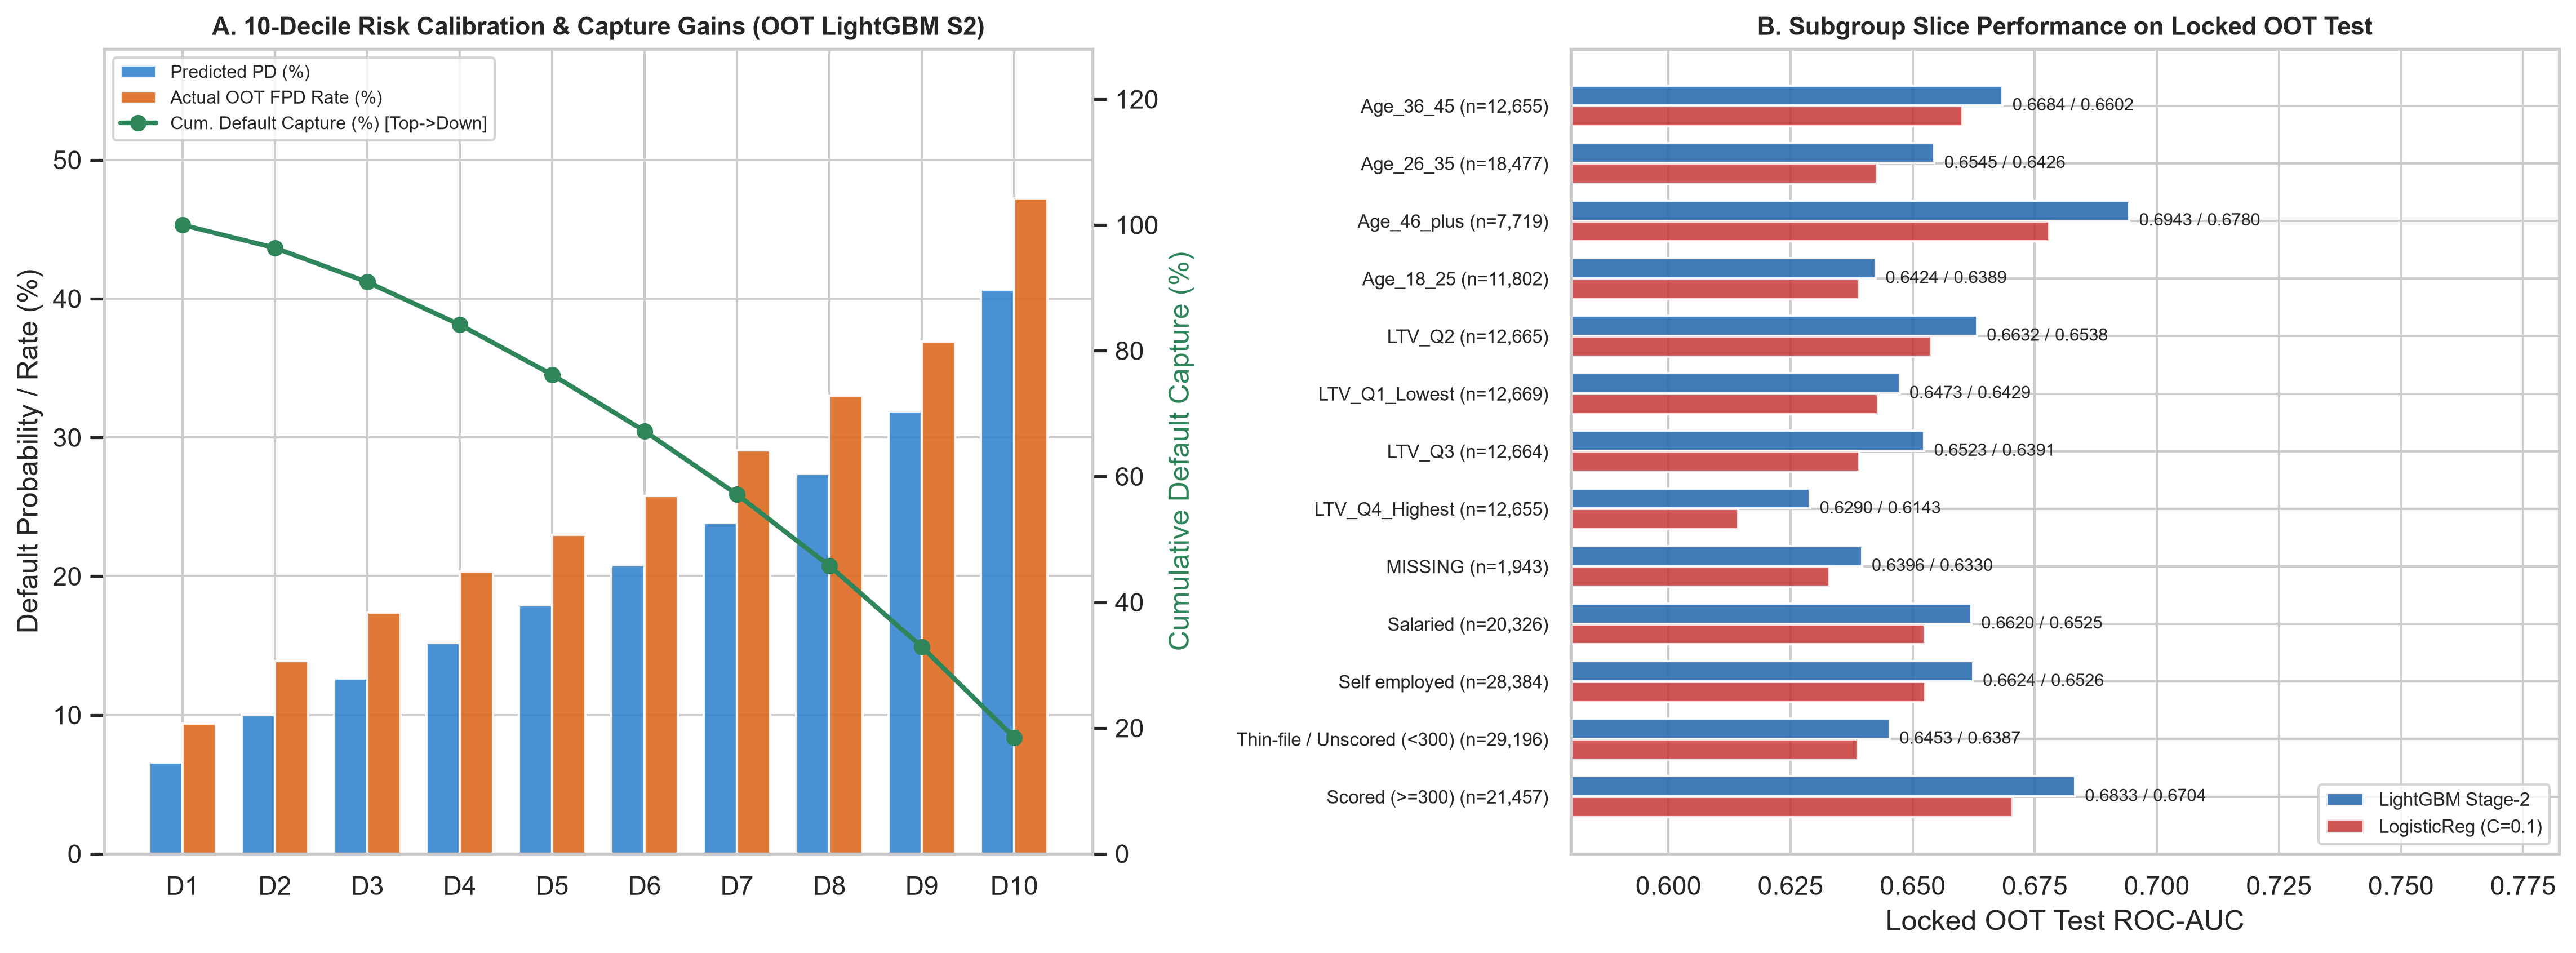 A. 10-Decile Risk Calibration & Capture Gains (OOT LightGBM S2)
Predicted PD (%)
Actual OOT FPD Rate (%)
Cum. Default Capture (%) [Top->Down]
Default Probability / Rate (%)
50
40
30
20
10
0
120
100
80
60
40
20
0
Cumulative Default Capture (%)
D1 D2 D3 D4 D5 D6 D7 D8 D9 D10
B. Subgroup Slice Performance on Locked OOT Test
Age_36_45 (n=12,655) 0.6684 / 0.6602
Age_26_35 (n=18,477) 0.6545 / 0.6426
Age_46_plus (n=7,719) 0.6943 / 0.6780
Age_18_25 (n=11,802) 0.6424 / 0.6389
LTV_Q2 (n=12,665) 0.6632 / 0.6538
LTV_Q1_Lowest (n=12,669) 0.6473 / 0.6429
LTV_Q3 (n=12,664) 0.6523 / 0.6391
LTV_Q4_Highest (n=12,655) 0.6290 / 0.6143
MISSING (n=1,943) 0.6396 / 0.6330
Salaried (n=20,326) 0.6620 / 0.6525
Self employed (n=28,384) 0.6624 / 0.6526
Thin-file / Unscored (<300) (n=29,196) 0.6453 / 0.6387
Scored (>=300) (n=21,457) 0.6833 / 0.6704
LightGBM Stage-2
LogisticReg (C=0.1)
0.600 0.625 0.650 0.675 0.700 0.725 0.750 0.775
Locked OOT Test ROC-AUC